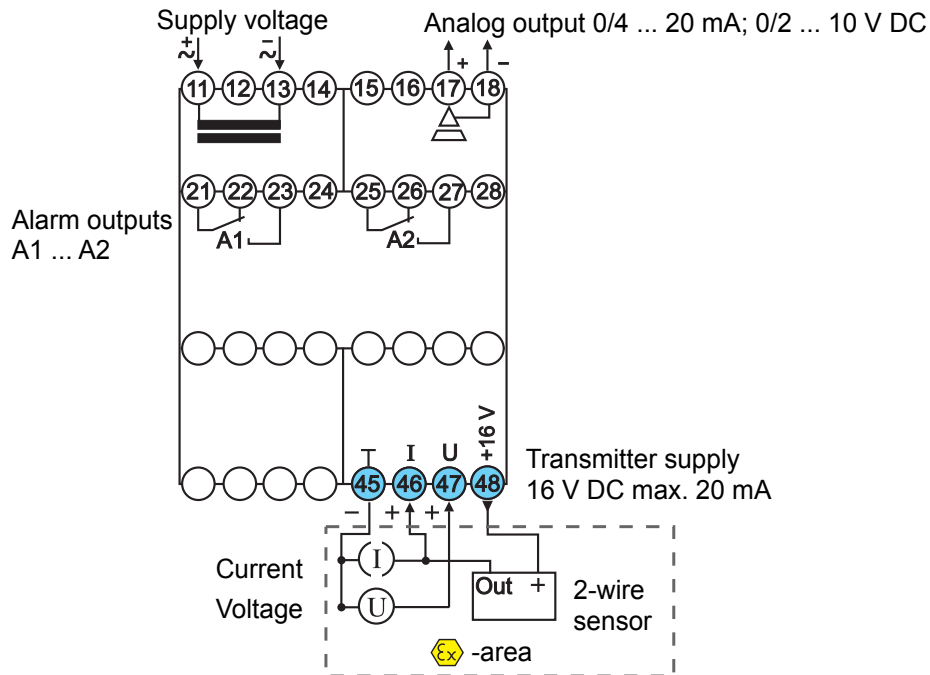 Supply voltage
Analog output 0/4 ... 20 mA; 0/2 ... 10 V DC
~+ ~− + −
11 12 13 14 15 16 17 18
21 22 23 24 25 26 27 28
Alarm outputs
A1 ... A2
A1 A2
⊥ I U +16 V
45 46 47 48
Transmitter supply
16 V DC max. 20 mA
− + +
Current I
Out +
2-wire
sensor
Voltage U
Ex -area